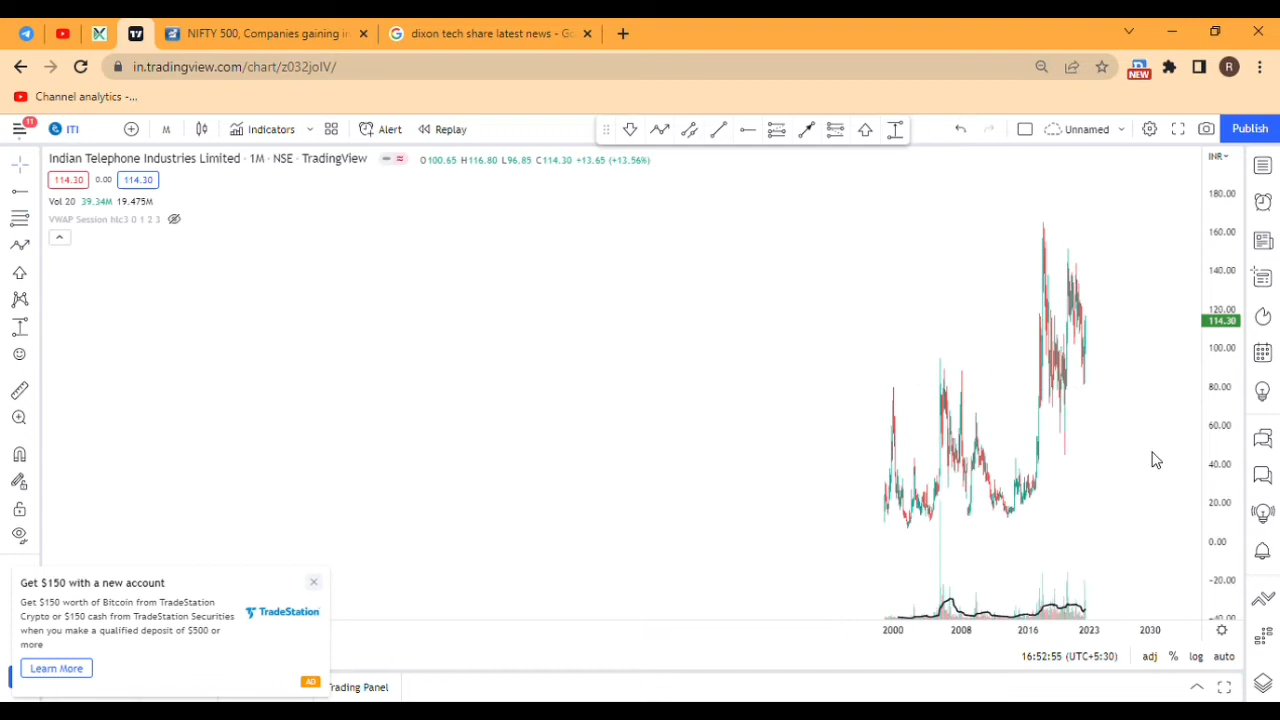 NIFTY 500, Companies gaining in
dixon tech share latest news - Go
in.tradingview.com/chart/z032joIV/
NEW
R
Channel analytics -...
11
ITI
M
Indicators
Alert
Replay
Unnamed
Publish
Indian Telephone Industries Limited · 1M · NSE · TradingView
O100.65 H116.80 L96.85 C114.30 +13.65 (+13.56%)
INR
114.30 0.00 114.30
Vol 20 39.34M 19.475M
VWAP Session hlc3 0 1 2 3
180.00
160.00
140.00
120.00
114.30
100.00
80.00
60.00
40.00
20.00
0.00
-20.00
-40.00
Get $150 with a new account
Get $150 worth of Bitcoin from TradeStation
Crypto or $150 cash from TradeStation Securities
when you make a qualified deposit of $500 or
more
TradeStation
Learn More
AD
2000 2008 2016 2023 2030
16:52:55 (UTC+5:30) adj % log auto
Trading Panel